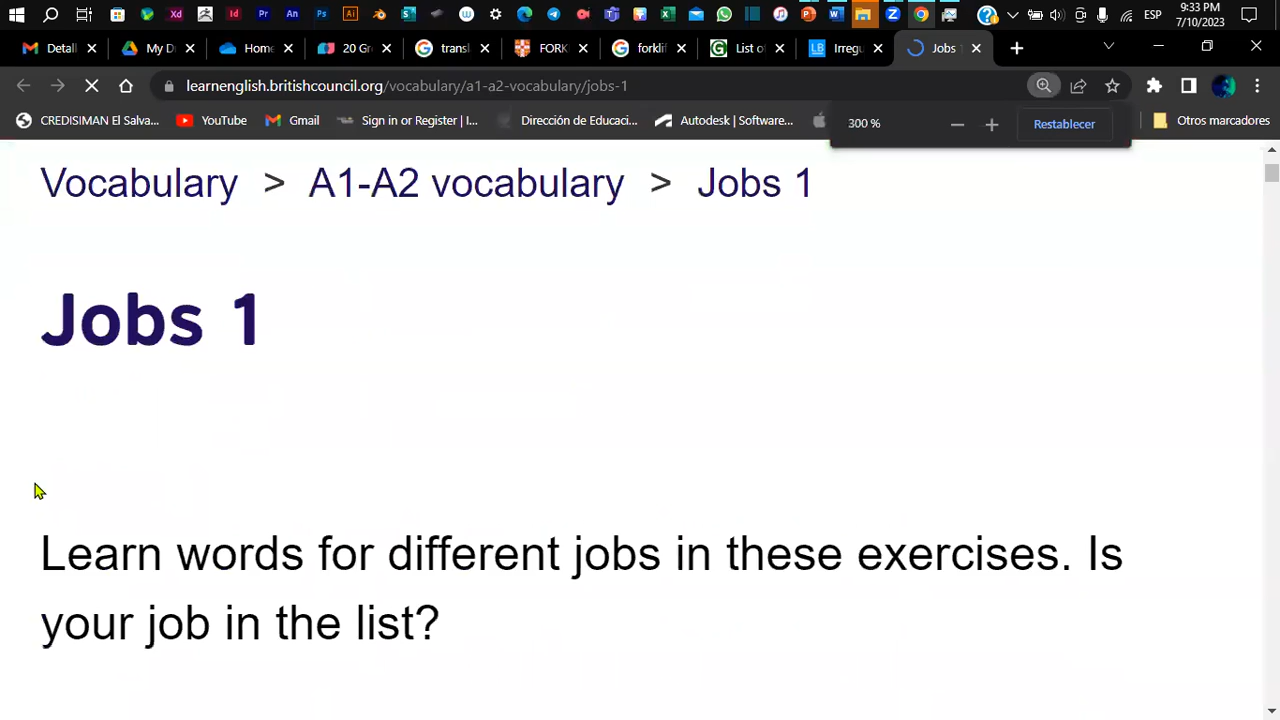 9:33 PM
ESP
7/10/2023
Detall
My D
Home
20 Gr
transl
FORK
forklif
List o
Irregu
Jobs
learnenglish.britishcouncil.org/vocabulary/a1-a2-vocabulary/jobs-1
CREDISIMAN El Salva...
YouTube
Gmail
Sign in or Register | I...
Dirección de Educaci...
Autodesk | Software...
300 %
Restablecer
Otros marcadores
Vocabulary > A1-A2 vocabulary > Jobs 1
Jobs 1
Learn words for different jobs in these exercises. Is
your job in the list?